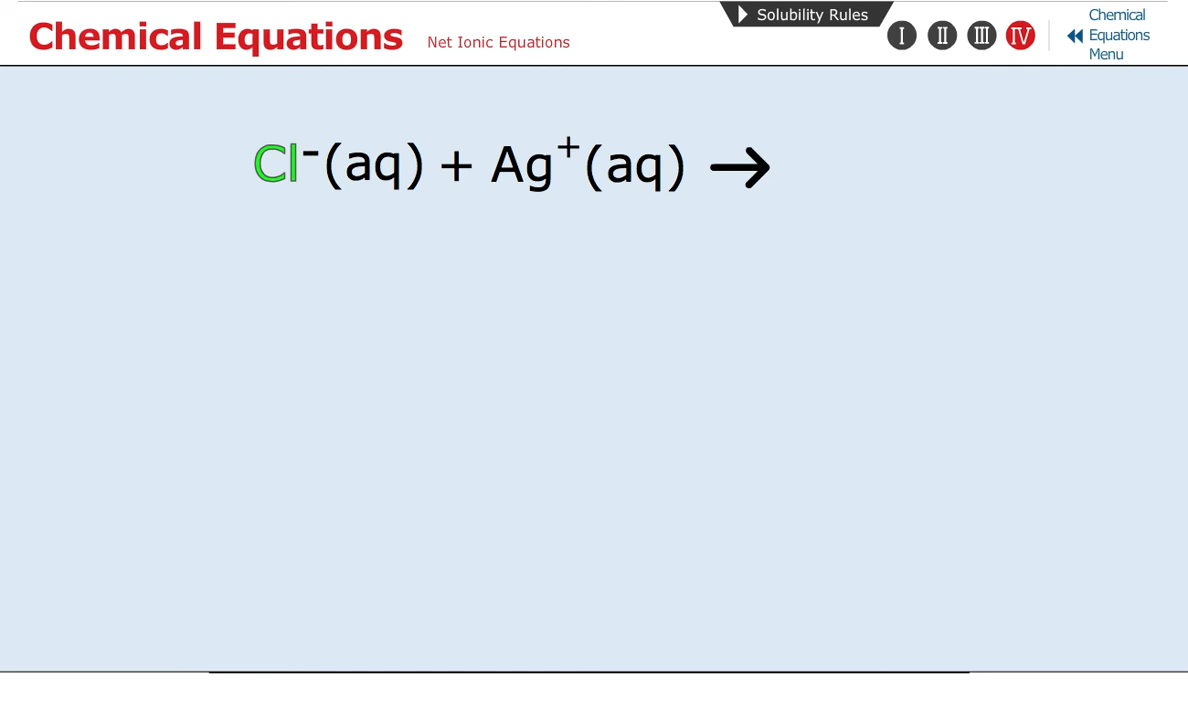 Solubility Rules
Chemical Equations Net Ionic Equations
I II III IV
Chemical
Equations
Menu
Cl⁻(aq) + Ag⁺(aq) →